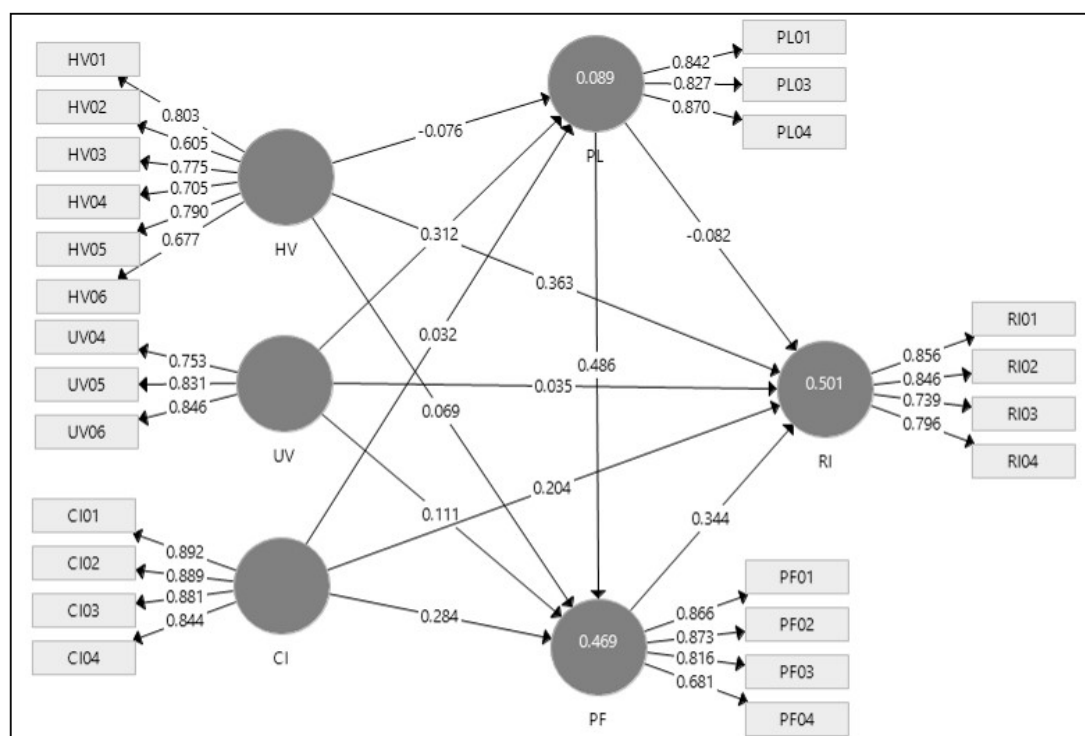 HV01
HV02
HV03
HV04
HV05
HV06
0.803
0.605
0.775
0.705
0.790
0.677
HV
UV04
UV05
UV06
0.753
0.831
0.846
UV
CI01
CI02
CI03
CI04
0.892
0.889
0.881
0.844
CI
-0.076
0.312
0.032
0.363
0.069
0.486
0.035
0.111
0.204
0.284
-0.082
0.344
0.089
PL
0.842
0.827
0.870
PL01
PL03
PL04
0.501
RI
0.856
0.846
0.739
0.796
RI01
RI02
RI03
RI04
0.469
PF
0.866
0.873
0.816
0.681
PF01
PF02
PF03
PF04